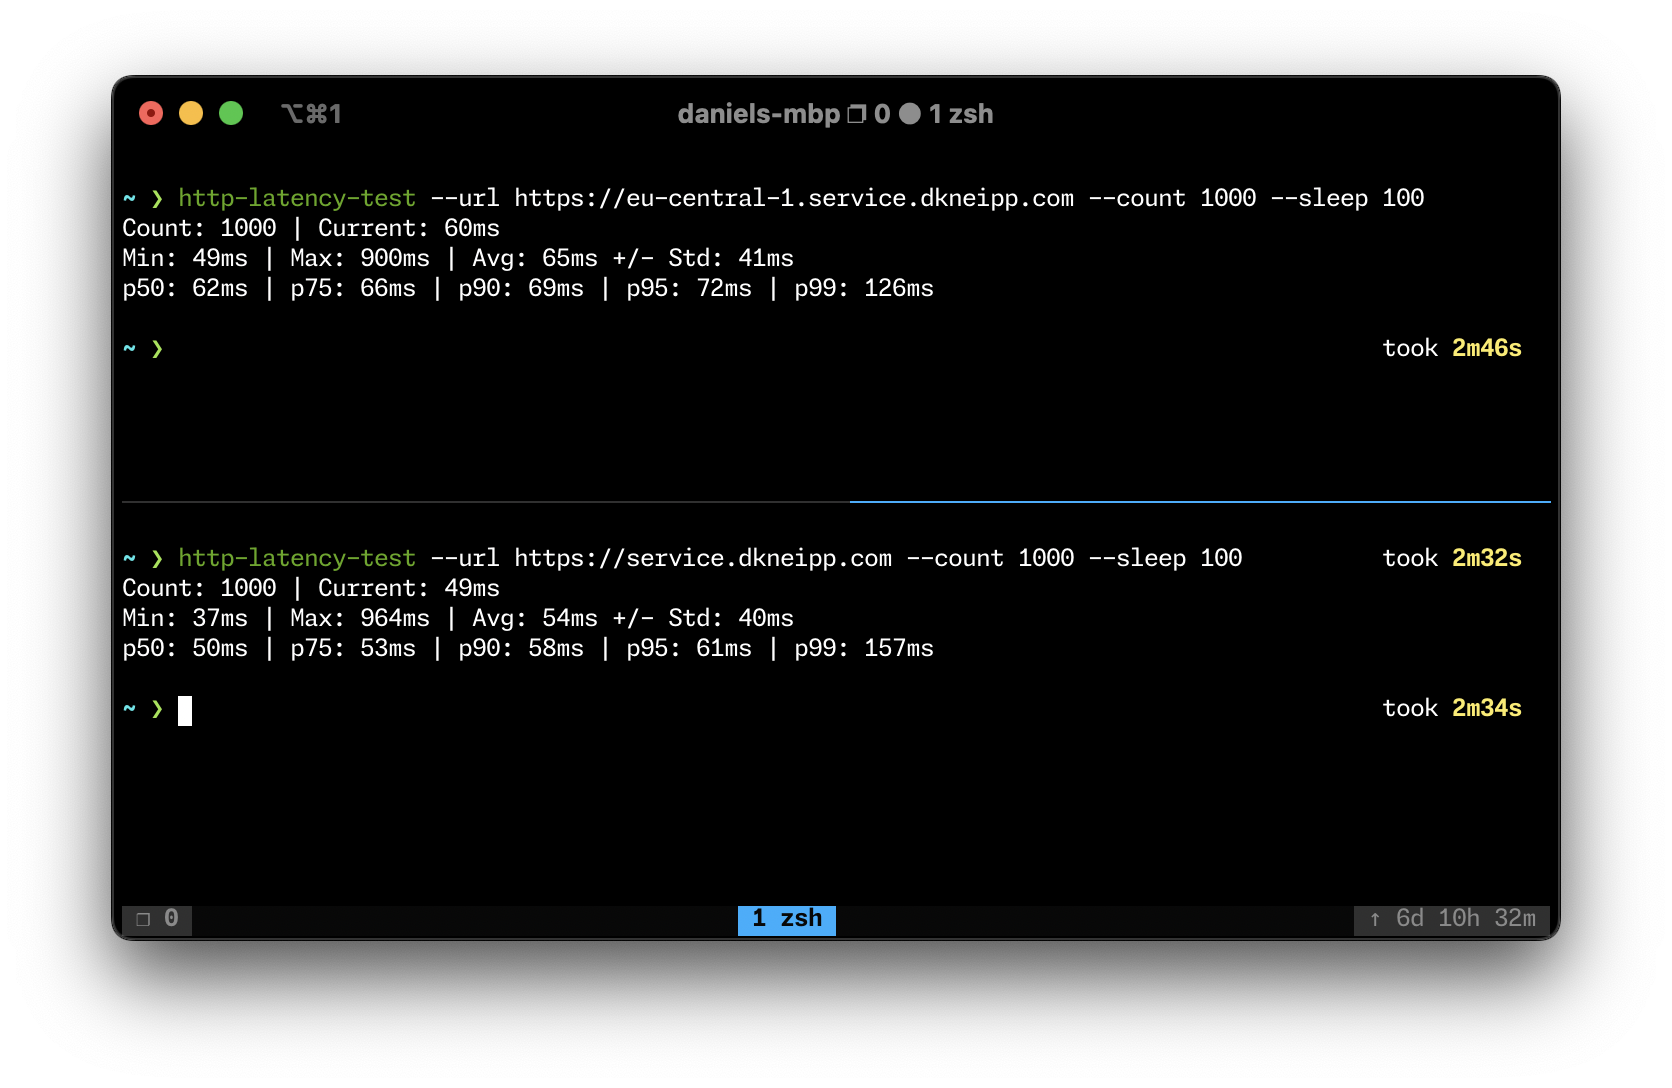 ⌥⌘1 daniels-mbp ❐ 0 ● 1 zsh
~ ❯ http-latency-test --url https://eu-central-1.service.dkneipp.com --count 1000 --sleep 100
Count: 1000 | Current: 60ms
Min: 49ms | Max: 900ms | Avg: 65ms +/- Std: 41ms
p50: 62ms | p75: 66ms | p90: 69ms | p95: 72ms | p99: 126ms
~ ❯ took 2m46s
~ ❯ http-latency-test --url https://service.dkneipp.com --count 1000 --sleep 100 took 2m32s
Count: 1000 | Current: 49ms
Min: 37ms | Max: 964ms | Avg: 54ms +/- Std: 40ms
p50: 50ms | p75: 53ms | p90: 58ms | p95: 61ms | p99: 157ms
~ ❯ took 2m34s
❐ 0 1 zsh ↑ 6d 10h 32m